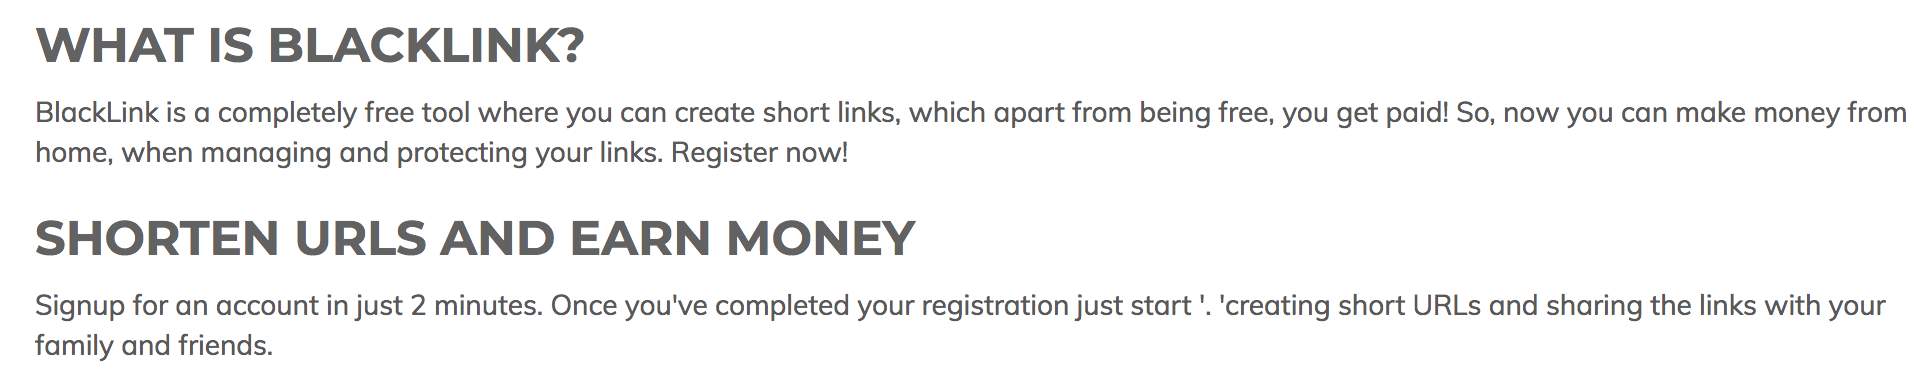 WHAT IS BLACKLINK?
BlackLink is a completely free tool where you can create short links, which apart from being free, you get paid! So, now you can make money from
home, when managing and protecting your links. Register now!
SHORTEN URLS AND EARN MONEY
Signup for an account in just 2 minutes. Once you've completed your registration just start '. 'creating short URLs and sharing the links with your
family and friends.